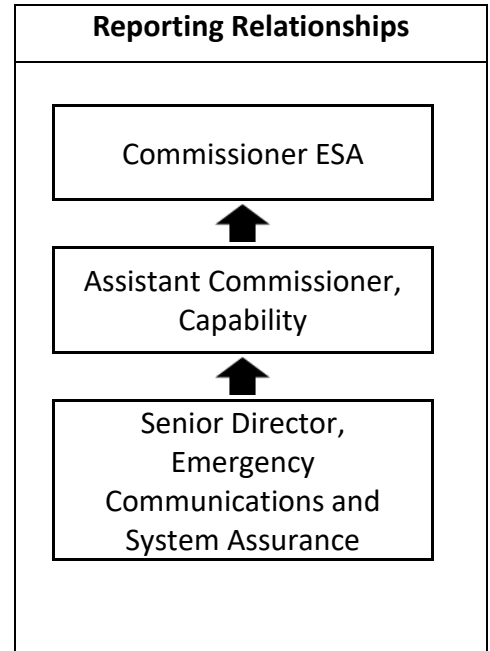 Reporting Relationships
Commissioner ESA
Assistant Commissioner,
Capability
Senior Director,
Emergency
Communications and
System Assurance